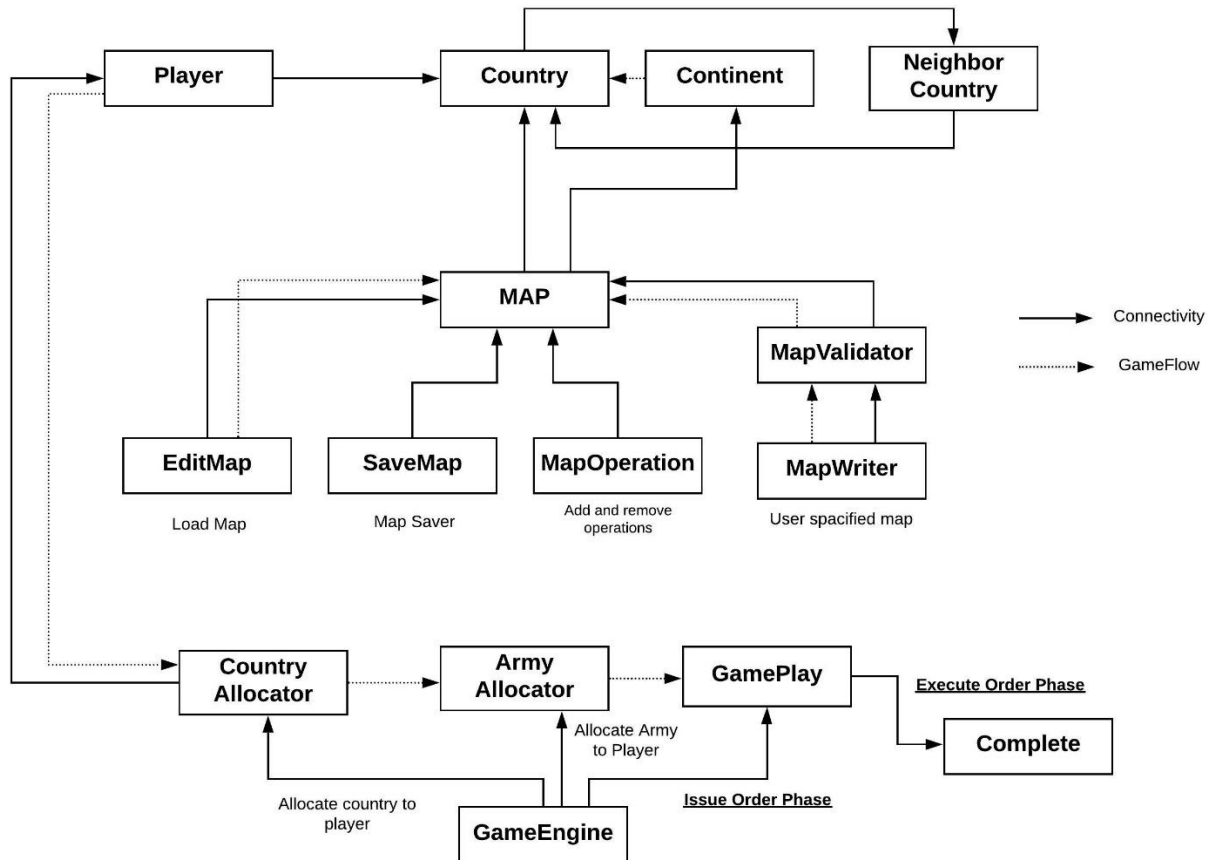 Player
Country
Continent
Neighbor
Country
MAP
MapValidator
Connectivity
GameFlow
EditMap
SaveMap
MapOperation
MapWriter
Load Map
Map Saver
Add and remove
operations
User spacified map
Country
Allocator
Army
Allocator
GamePlay
Execute Order Phase
Complete
Allocate Army
to Player
Allocate country to
player
Issue Order Phase
GameEngine